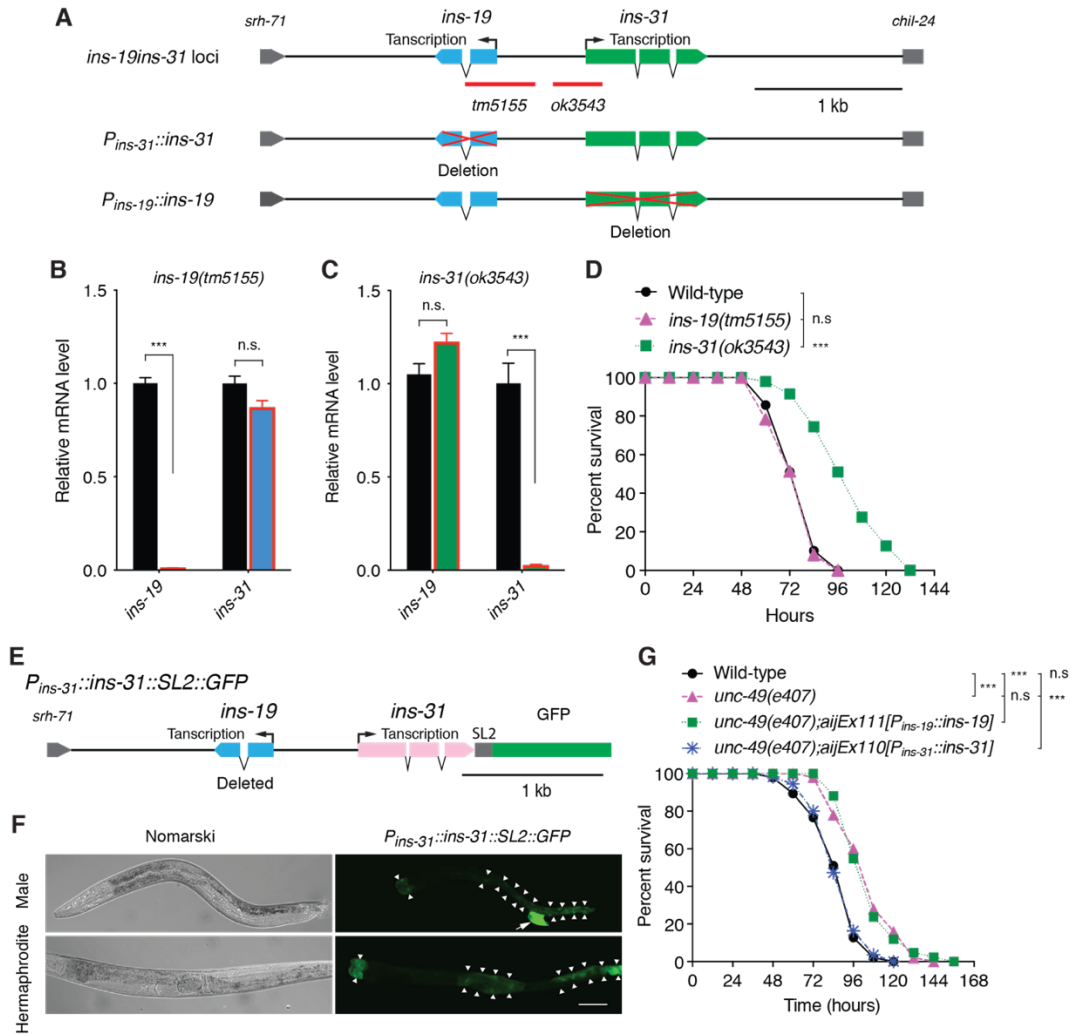 A
srh-71
ins-19
ins-31
chil-24
Tanscription
Transcription
ins-19ins-31 loci
tm5155
ok3543
1 kb
Pins-31::ins-31
Deletion
Pins-19::ins-19
Deletion
B
ins-19(tm5155)
Relative mRNA level
1.5
1.0
0.5
0.0
***
n.s.
ins-19
ins-31
C
ins-31(ok3543)
Relative mRNA level
1.5
1.0
0.5
0.0
n.s.
***
ins-19
ins-31
D
Wild-type
ins-19(tm5155)
n.s
ins-31(ok3543)
***
Percent survival
100
80
60
40
20
0
0 24 48 72 96 120 144
Hours
E
Pins-31::ins-31::SL2::GFP
srh-71
ins-19
ins-31
GFP
Transcription
Transcription
SL2
Deleted
1 kb
F
Nomarski
Pins-31::ins-31::SL2::GFP
Male
Hermaphrodite
G
Wild-type
unc-49(e407)
unc-49(e407);aijEx111[Pins-19::ins-19]
unc-49(e407);aijEx110[Pins-31::ins-31]
***
***
n.s
n.s
***
Percent survival
100
80
60
40
20
0
0 24 48 72 96 120 144 168
Time (hours)